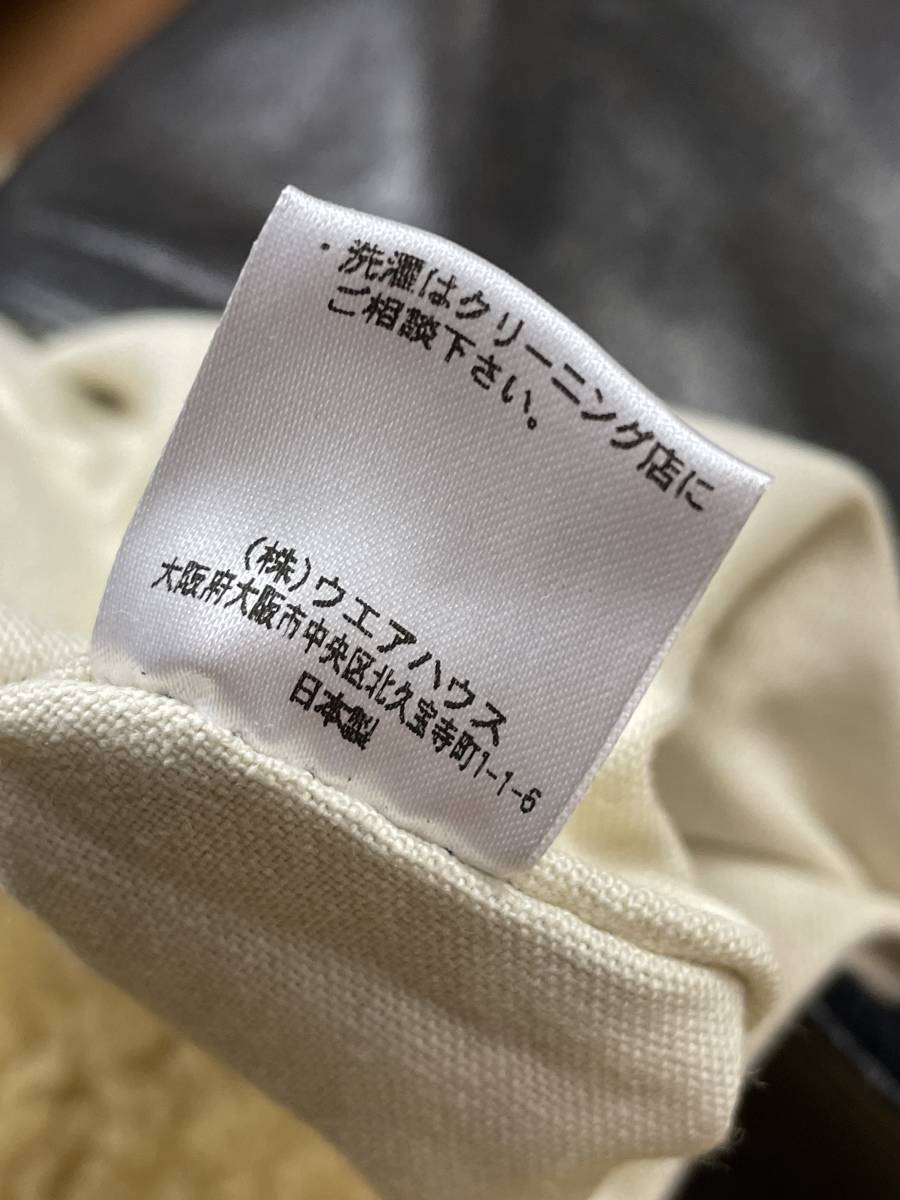 ・洗濯はクリーニング店に
ご相談下さい。
(株)ウエアハウス
大阪府大阪市中央区北久宝寺町1-1-6
日本製